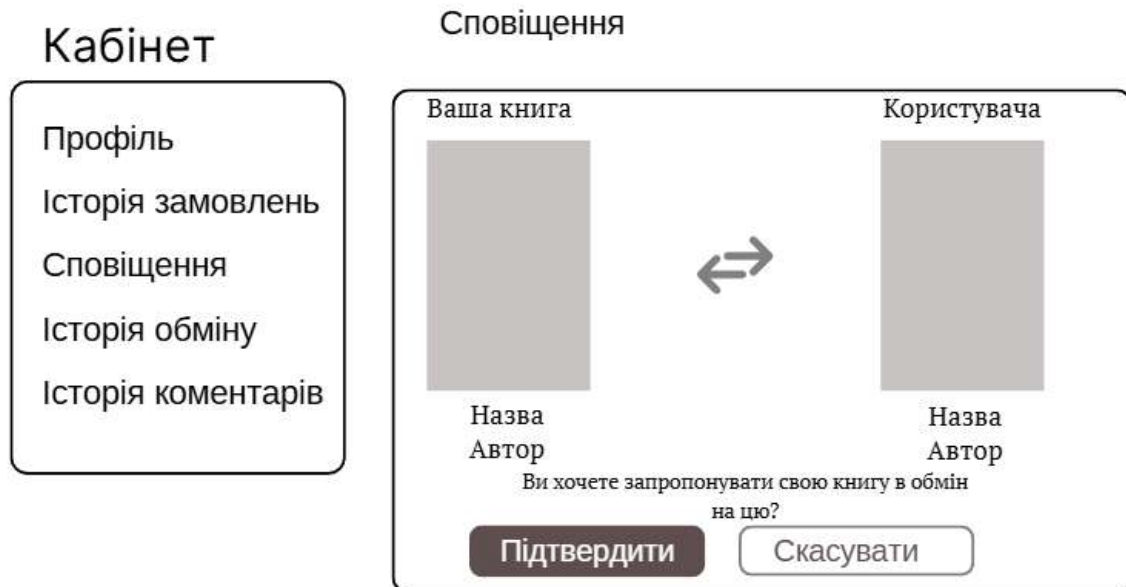 Кабінет
Профіль
Історія замовлень
Сповіщення
Історія обміну
Історія коментарів
Сповіщення
Ваша книга
Користувача
Назва
Автор
Назва
Автор
Ви хочете запропонувати свою книгу в обмін
на цю?
Підтвердити
Скасувати